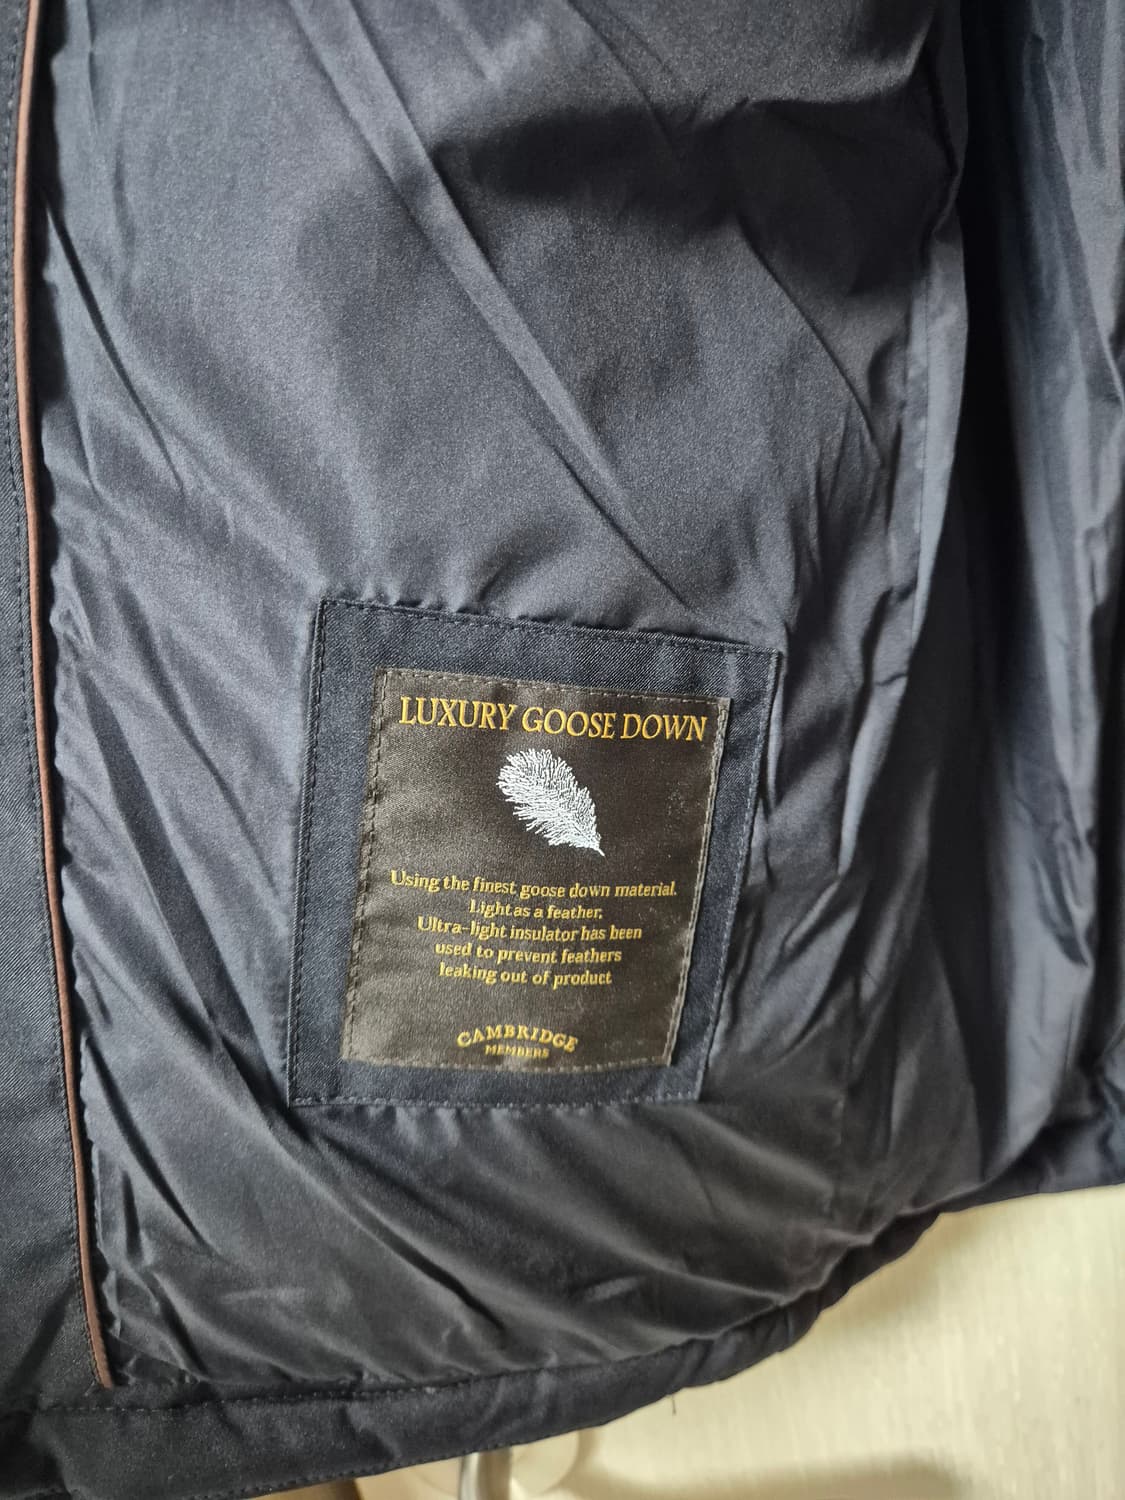 LUXURY GOOSE DOWN
Using the finest goose down material.
Light as a feather.
Ultra-light insulator has been
used to prevent feathers
leaking out of product
CAMBRIDGE
MEMBERS